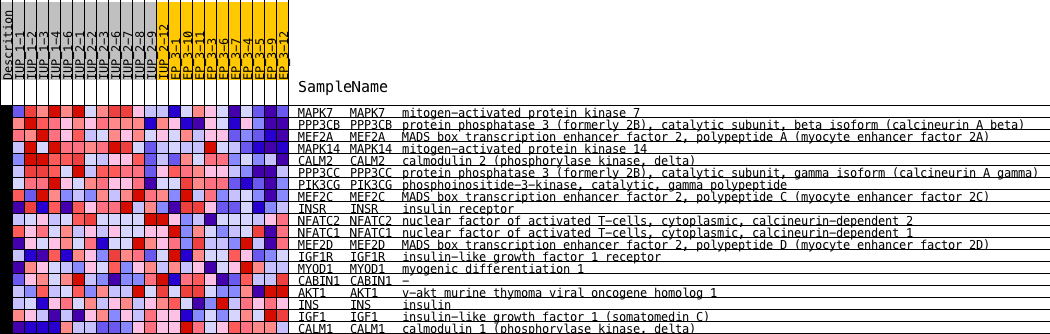 Descrition
IUP_1-1
IUP_1-2
IUP_1-3
IUP_1-4
IUP_1-6
IUP_2-1
IUP_2-2
IUP_2-3
IUP_2-6
IUP_2-7
IUP_2-8
IUP_2-9
IUP_2-12
EP_3-1
EP_3-10
EP_3-11
EP_3-3
EP_3-6
EP_3-7
EP_3-4
EP_3-5
EP_3-9
EP_3-12
SampleName
MAPK7 MAPK7 mitogen-activated protein kinase 7
PPP3CB PPP3CB protein phosphatase 3 (formerly 2B), catalytic subunit, beta isoform (calcineurin A beta)
MEF2A MEF2A MADS box transcription enhancer factor 2, polypeptide A (myocyte enhancer factor 2A)
MAPK14 MAPK14 mitogen-activated protein kinase 14
CALM2 CALM2 calmodulin 2 (phosphorylase kinase, delta)
PPP3CC PPP3CC protein phosphatase 3 (formerly 2B), catalytic subunit, gamma isoform (calcineurin A gamma)
PIK3CG PIK3CG phosphoinositide-3-kinase, catalytic, gamma polypeptide
MEF2C MEF2C MADS box transcription enhancer factor 2, polypeptide C (myocyte enhancer factor 2C)
INSR INSR insulin receptor
NFATC2 NFATC2 nuclear factor of activated T-cells, cytoplasmic, calcineurin-dependent 2
NFATC1 NFATC1 nuclear factor of activated T-cells, cytoplasmic, calcineurin-dependent 1
MEF2D MEF2D MADS box transcription enhancer factor 2, polypeptide D (myocyte enhancer factor 2D)
IGF1R IGF1R insulin-like growth factor 1 receptor
MYOD1 MYOD1 myogenic differentiation 1
CABIN1 CABIN1 -
AKT1 AKT1 v-akt murine thymoma viral oncogene homolog 1
INS INS insulin
IGF1 IGF1 insulin-like growth factor 1 (somatomedin C)
CALM1 CALM1 calmodulin 1 (phosphorylase kinase, delta)